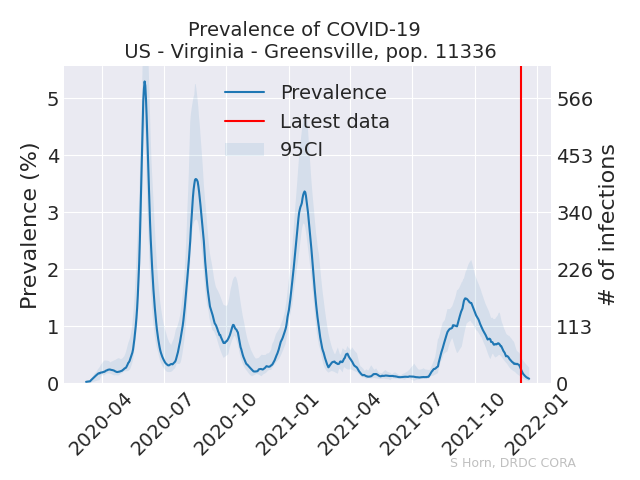 Prevalence of COVID-19
US - Virginia - Greensville, pop. 11336
Prevalence
Latest data
95CI
Prevalence (%)
5
4
3
2
1
0
# of infections
566
453
340
226
113
0
2020-04
2020-07
2020-10
2021-01
2021-04
2021-07
2021-10
2022-01
S Horn, DRDC CORA